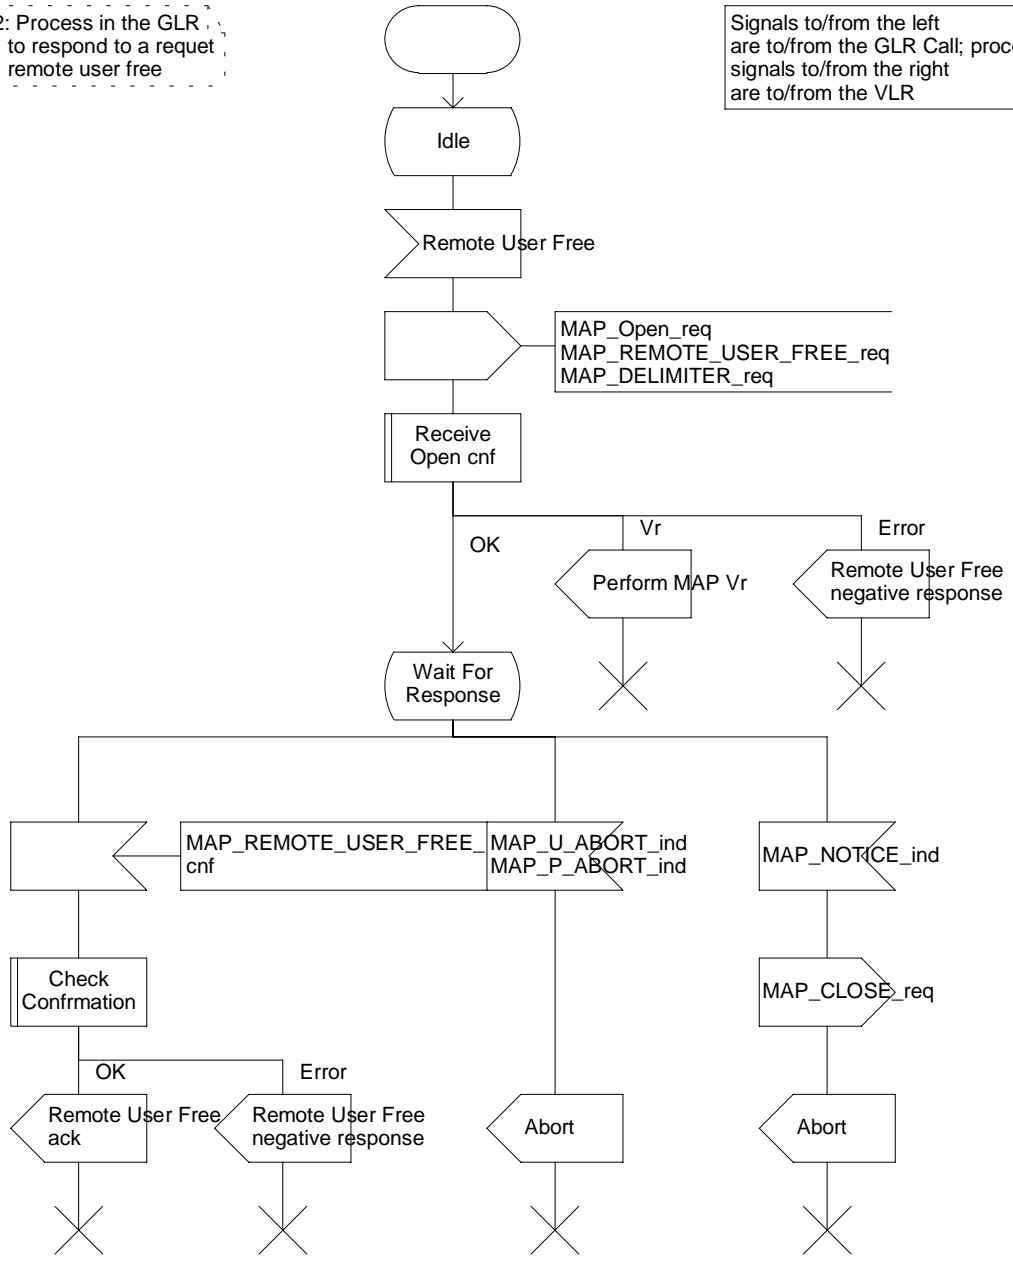 2: Process in the GLR
to respond to a requet
remote user free
Signals to/from the left
are to/from the GLR Call; proce
signals to/from the right
are to/from the VLR
Idle
Remote User Free
MAP_Open_req
MAP_REMOTE_USER_FREE_req
MAP_DELIMITER_req
Receive
Open cnf
OK
Vr
Error
Perform MAP Vr
Remote User Free
negative response
Wait For
Response
MAP_REMOTE_USER_FREE_
cnf
MAP_U_ABORT_ind
MAP_P_ABORT_ind
MAP_NOTICE_ind
Check
Confrmation
MAP_CLOSE_req
OK
Error
Remote User Free
ack
Remote User Free
negative response
Abort
Abort